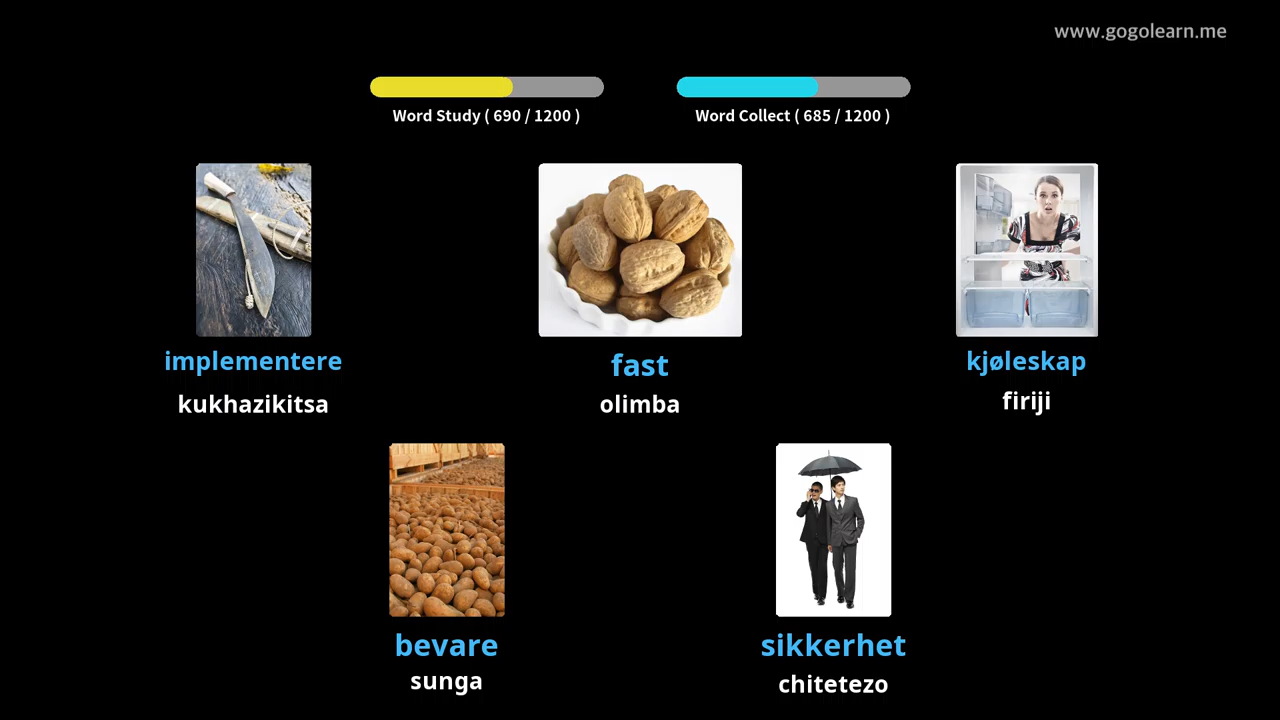 www.gogolearn.me
Word Study ( 690 / 1200 )
Word Collect ( 685 / 1200 )
implementere
kukhazikitsa
fast
olimba
kjøleskap
firiji
bevare
sunga
sikkerhet
chitetezo